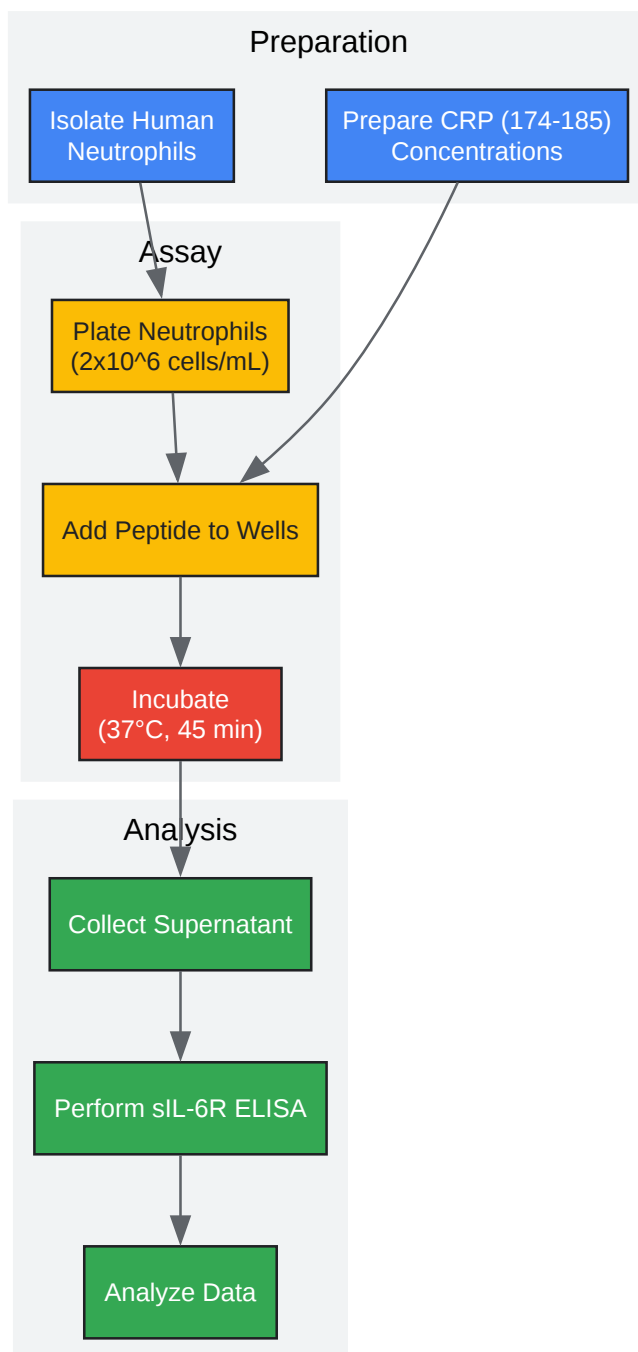 Preparation
Isolate Human
Neutrophils
Prepare CRP (174-185)
Concentrations
Assay
Plate Neutrophils
(2x10^6 cells/mL)
Add Peptide to Wells
Incubate
(37°C, 45 min)
Analysis
Collect Supernatant
Perform sIL-6R ELISA
Analyze Data